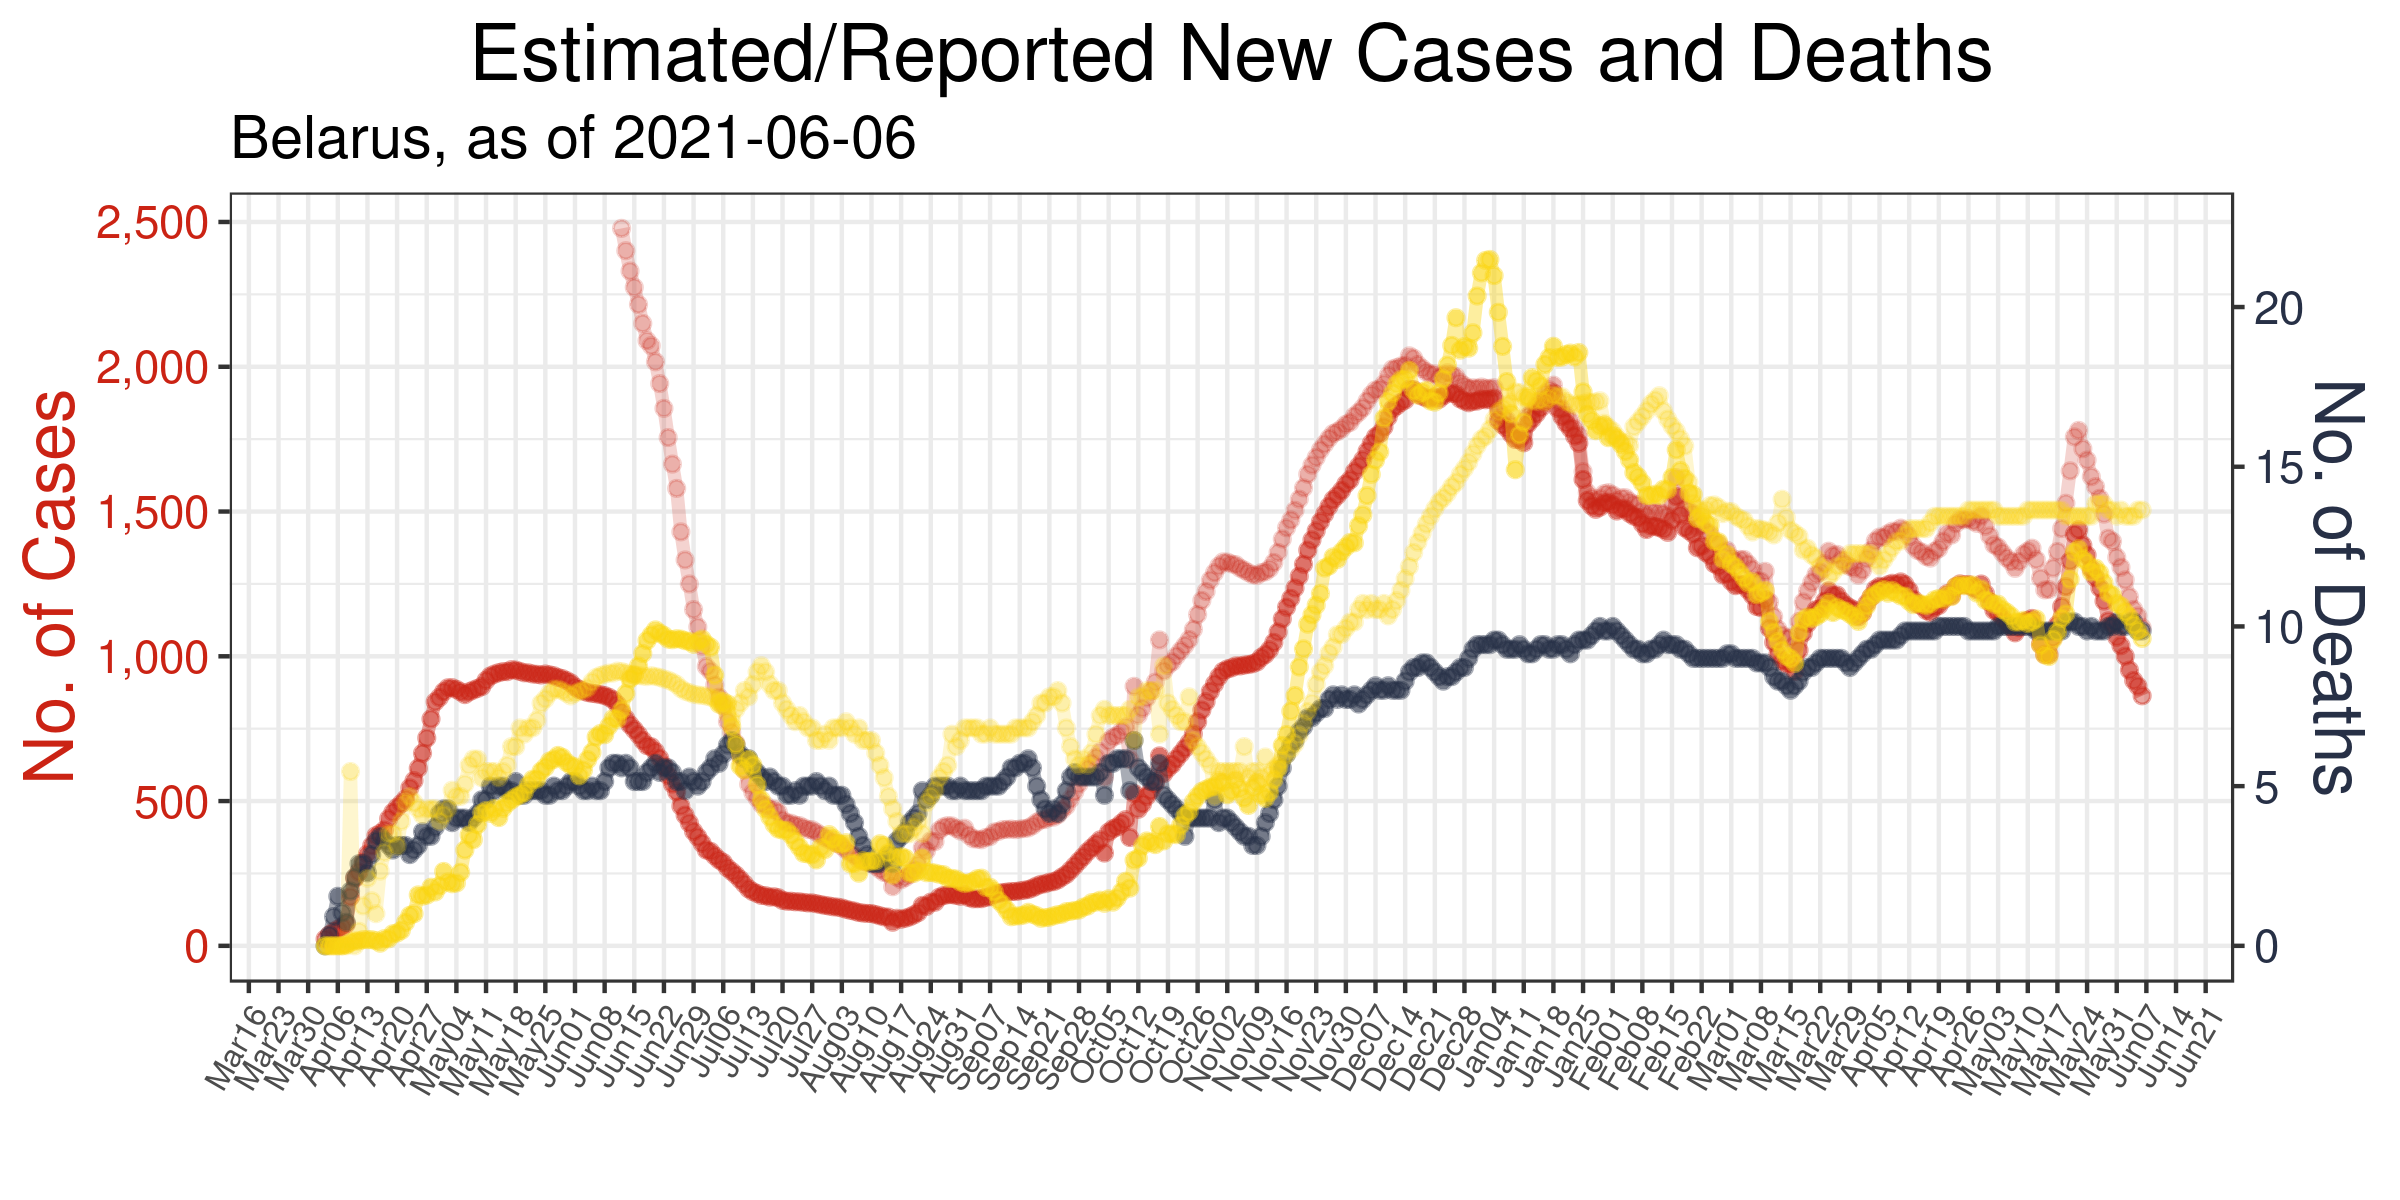 Estimated/Reported New Cases and Deaths
Belarus, as of 2021-06-06
No. of Cases
2,500
2,000
1,500
1,000
500
0
No. of Deaths
20
15
10
5
0
Mar16
Mar23
Mar30
Apr06
Apr13
Apr20
Apr27
May04
May11
May18
May25
Jun01
Jun08
Jun15
Jun22
Jun29
Jul06
Jul13
Jul20
Jul27
Aug03
Aug10
Aug17
Aug24
Aug31
Sep07
Sep14
Sep21
Sep28
Oct05
Oct12
Oct19
Oct26
Nov02
Nov09
Nov16
Nov23
Nov30
Dec07
Dec14
Dec21
Dec28
Jan04
Jan11
Jan18
Jan25
Feb01
Feb08
Feb15
Feb22
Mar01
Mar08
Mar15
Mar22
Mar29
Apr05
Apr12
Apr19
Apr26
May03
May10
May17
May24
May31
Jun07
Jun14
Jun21